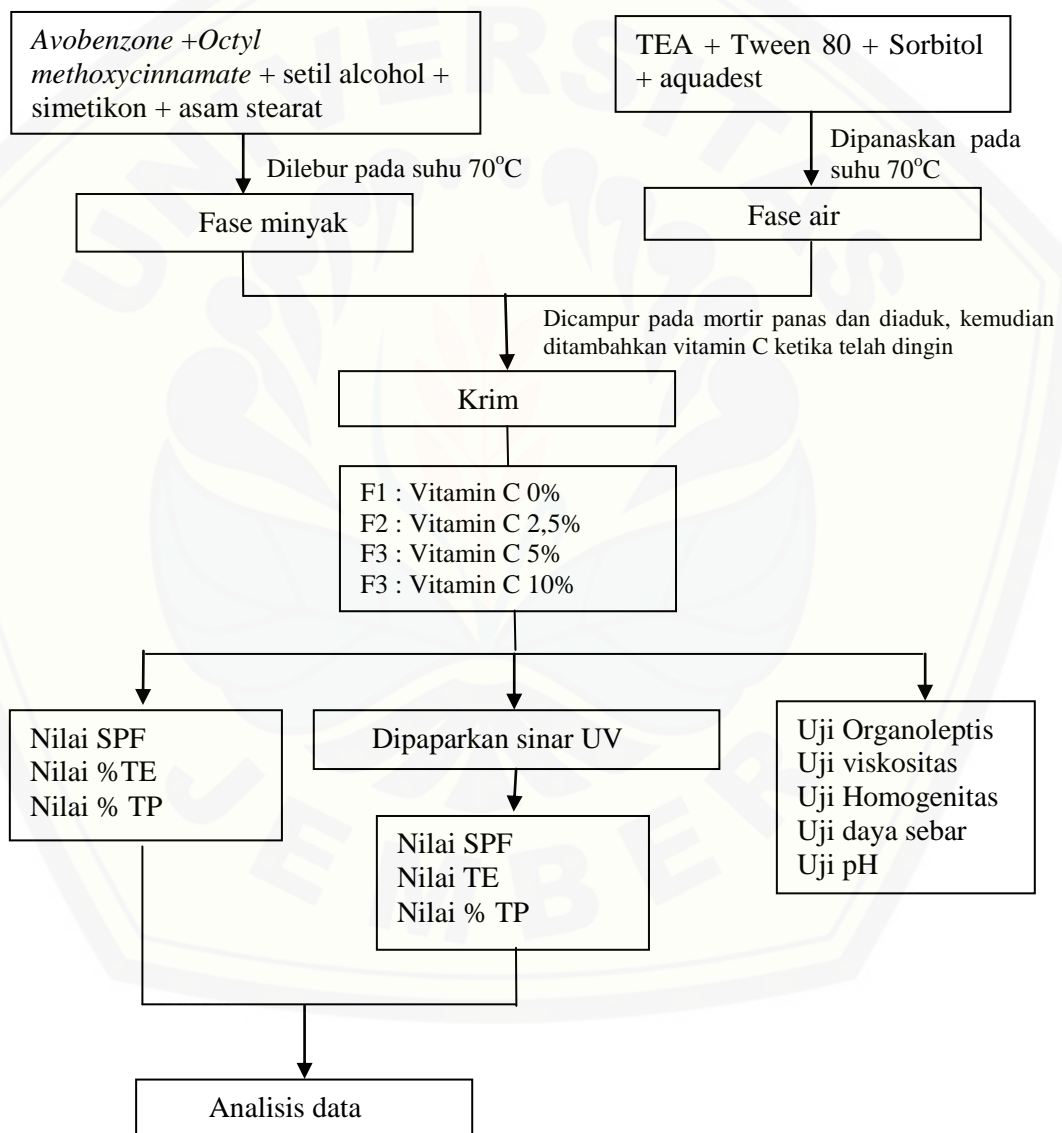 Avobenzone +Octyl
methoxycinnamate + setil alcohol +
simetikon + asam stearat
TEA + Tween 80 + Sorbitol
+ aquadest
Dilebur pada suhu 70°C
Dipanaskan pada
suhu 70°C
Fase minyak
Fase air
Dicampur pada mortir panas dan diaduk, kemudian
ditambahkan vitamin C ketika telah dingin
Krim
F1 : Vitamin C 0%
F2 : Vitamin C 2,5%
F3 : Vitamin C 5%
F3 : Vitamin C 10%
Nilai SPF
Nilai %TE
Nilai % TP
Dipaparkan sinar UV
Nilai SPF
Nilai TE
Nilai % TP
Uji Organoleptis
Uji viskositas
Uji Homogenitas
Uji daya sebar
Uji pH
Analisis data
UNIVERSITAS
JEMBER